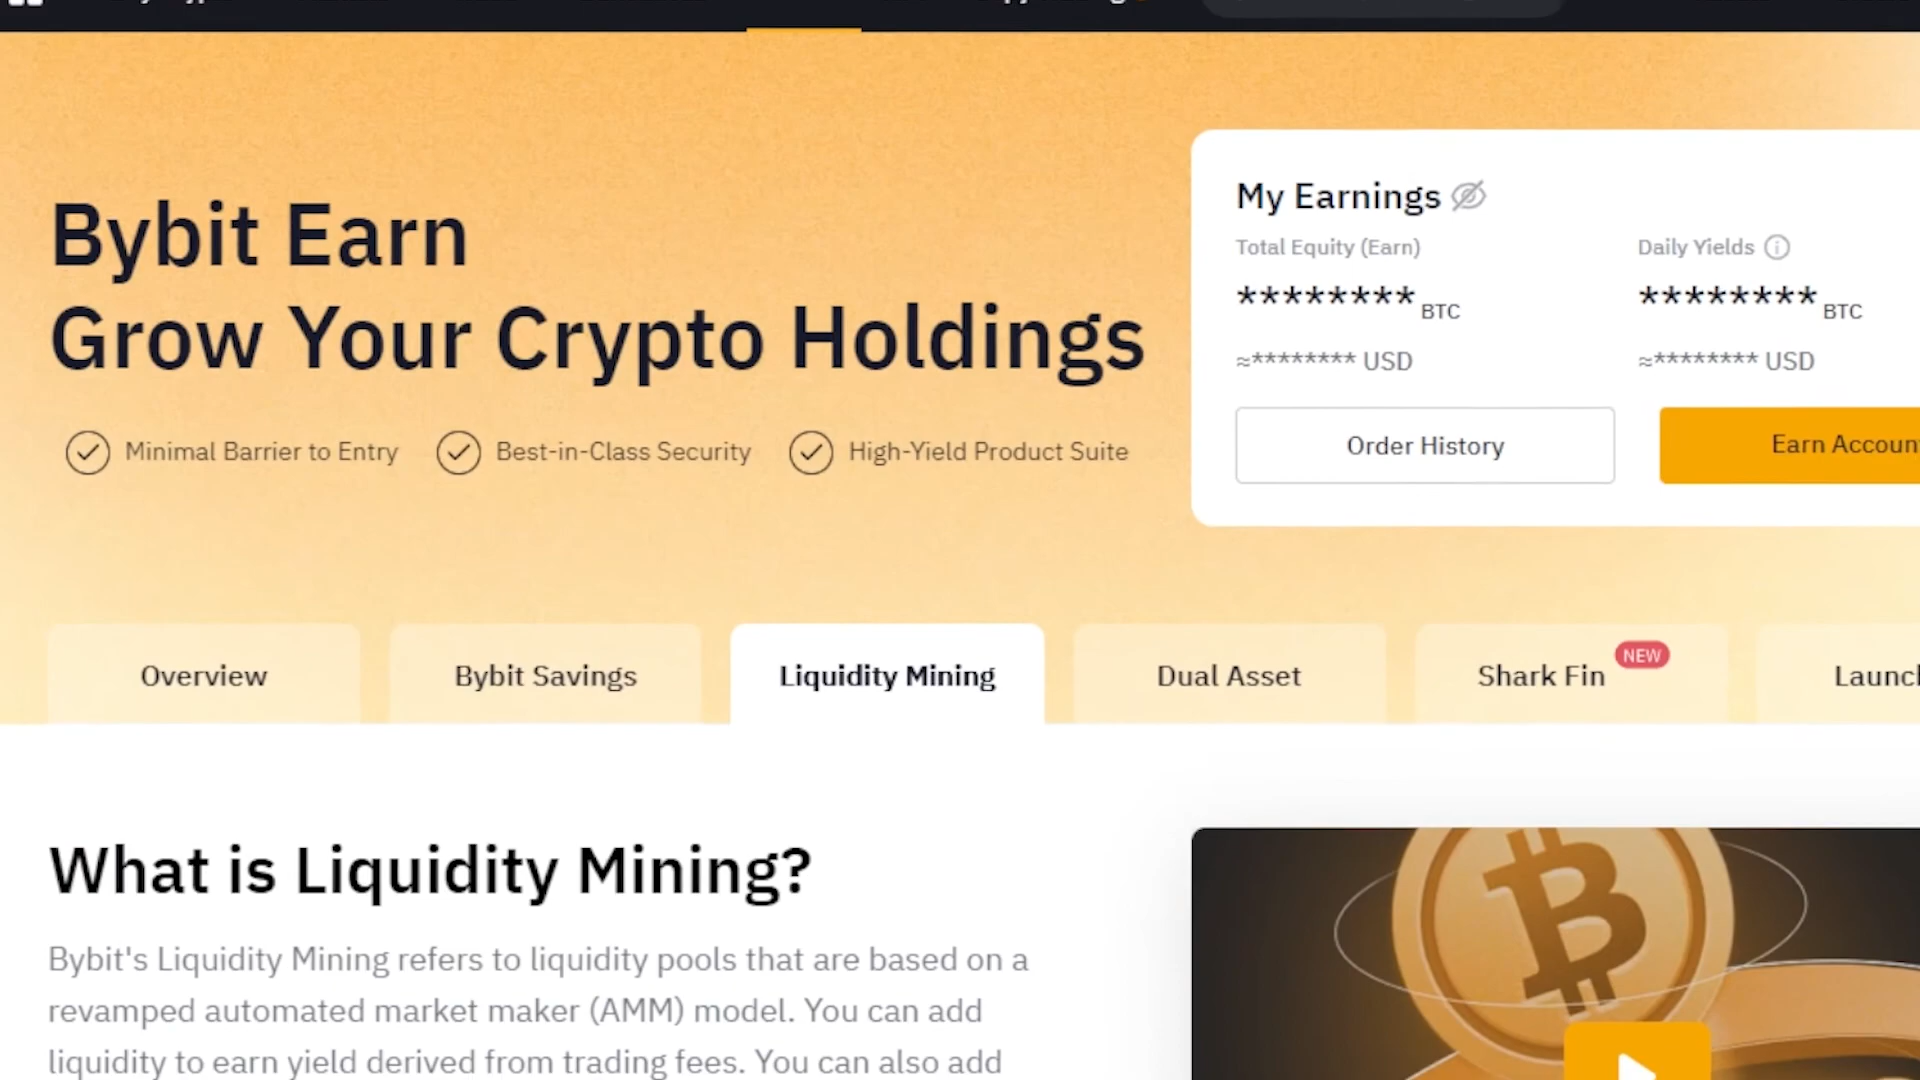 Bybit Earn
Grow Your Crypto Holdings
Minimal Barrier to Entry
Best-in-Class Security
High-Yield Product Suite
My Earnings
Total Equity (Earn)
Daily Yields
******** BTC
******** BTC
≈******** USD
≈******** USD
Order History
Earn Accoun
Overview
Bybit Savings
Liquidity Mining
Dual Asset
Shark Fin
NEW
Launch
What is Liquidity Mining?
Bybit's Liquidity Mining refers to liquidity pools that are based on a
revamped automated market maker (AMM) model. You can add
liquidity to earn yield derived from trading fees. You can also add